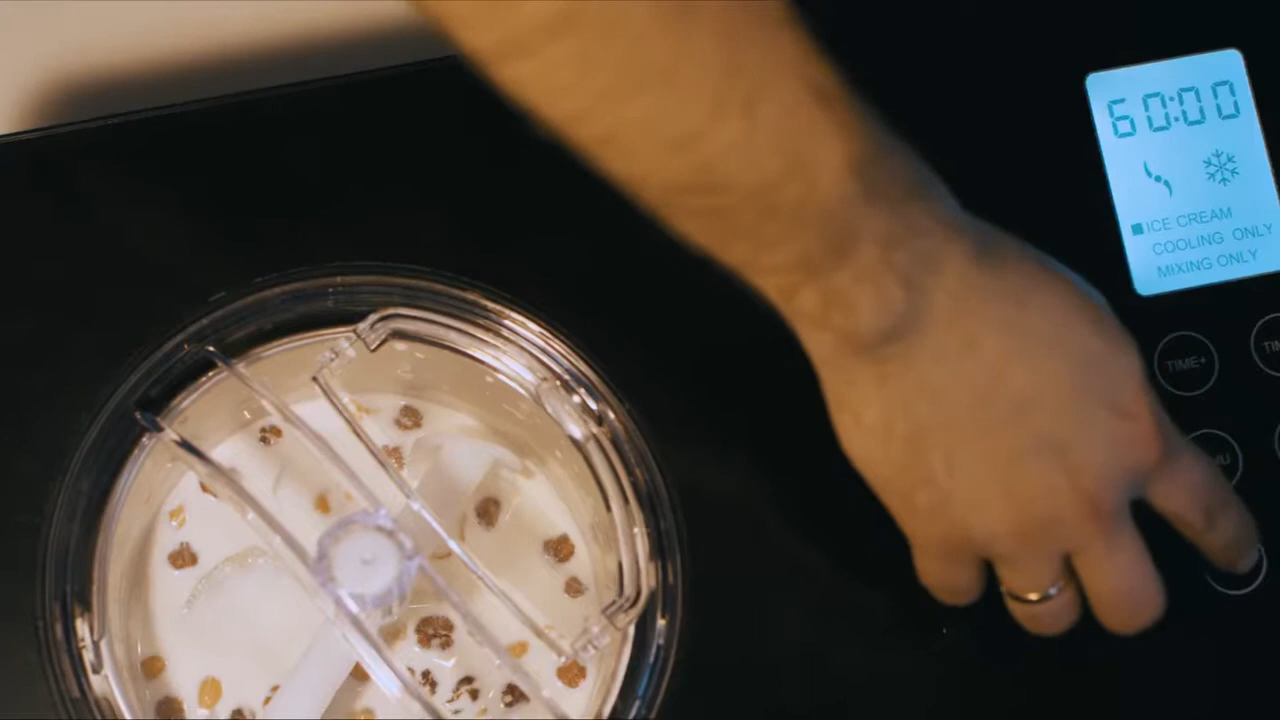 60:00
ICE CREAM
COOLING ONLY
MIXING ONLY
TIME+